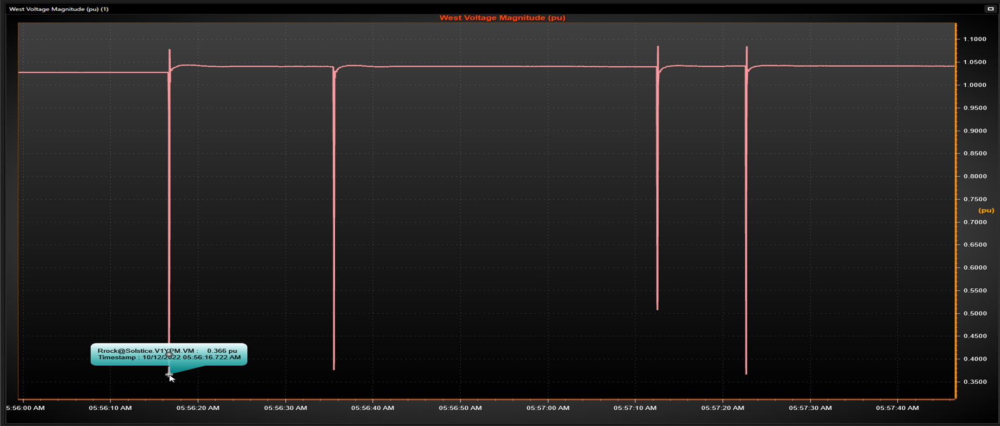 West Voltage Magnitude (pu) (1)
West Voltage Magnitude (pu)
1.1000
1.0500
1.0000
0.9500
0.9000
0.8500
0.8000
0.7500
(pu)
0.7000
0.6500
0.6000
0.5500
0.5000
0.4500
0.4000
0.3500
Rrock@Solstice.V1YPM.VM : 0.366 pu
Timestamp : 10/12/2022 05:56:16.722 AM
5:56:00 AM 05:56:10 AM 05:56:20 AM 05:56:30 AM 05:56:40 AM 05:56:50 AM 05:57:00 AM 05:57:10 AM 05:57:20 AM 05:57:30 AM 05:57:40 AM